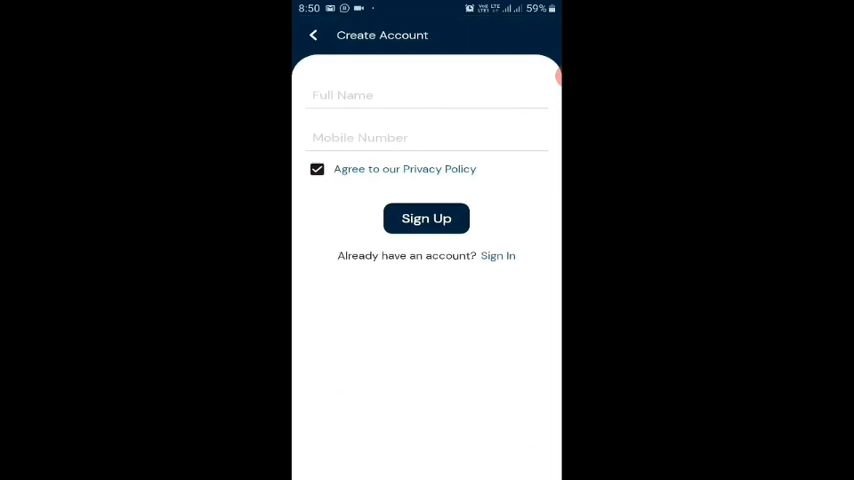 8:50 59%
Create Account
Full Name
Mobile Number
Agree to our Privacy Policy
Sign Up
Already have an account? Sign In